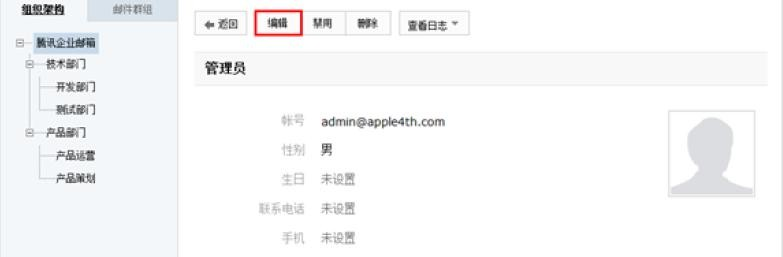 组织架构 邮件群组
腾讯企业邮箱
技术部门
开发部门
测试部门
产品部门
产品运营
产品策划
返回 编辑 禁用 删除 查看日志
管理员
帐号 admin@apple4th.com
性别 男
生日 未设置
联系电话 未设置
手机 未设置